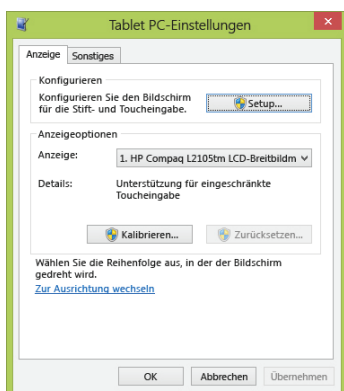 Tablet PC-Einstellungen
Anzeige Sonstiges
Konfigurieren
Konfigurieren Sie den Bildschirm
für die Stift- und Toucheingabe.
Setup...
Anzeigeoptionen
Anzeige:
1. HP Compaq L2105tm LCD-Breitbildm
Details:
Unterstützung für eingeschränkte
Toucheingabe
Kalibrieren... Zurücksetzen...
Wählen Sie die Reihenfolge aus, in der der Bildschirm
gedreht wird.
Zur Ausrichtung wechseln
OK Abbrechen Übernehmen